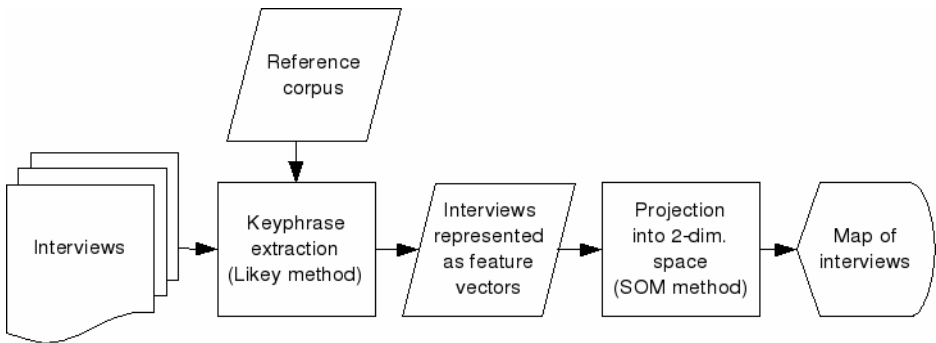 Reference
corpus
Interviews
Keyphrase
extraction
(Likey method)
Interviews
represented
as feature
vectors
Projection
into 2-dim.
space
(SOM method)
Map of
interviews